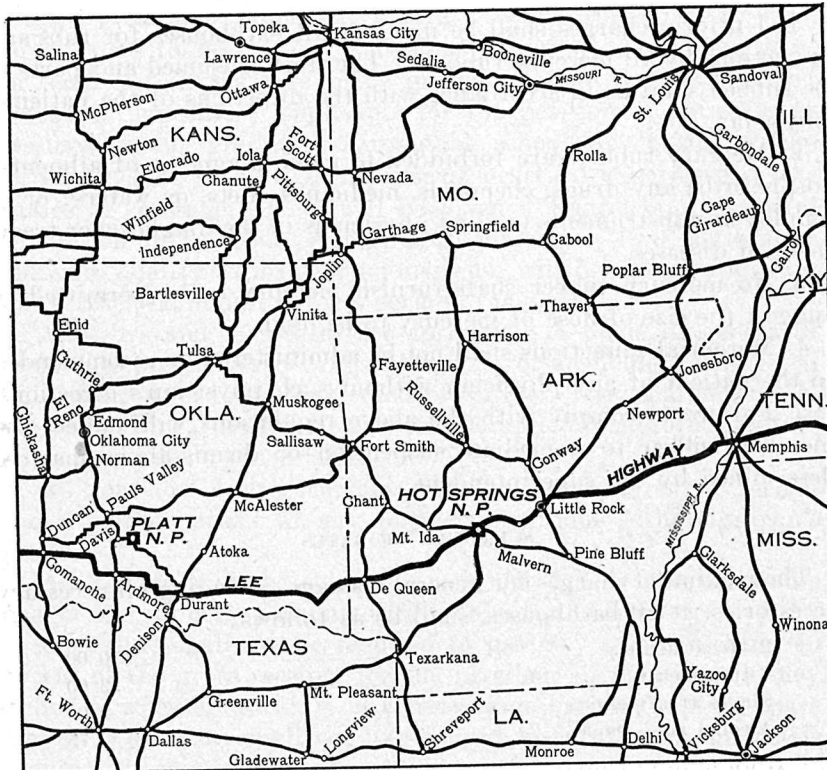 Topeka
Kansas City
Salina
Lawrence
Booneville
Sedalia
Jefferson City
MISSOURI R.
St. Louis
Sandoval
Ottawa
McPherson
KANS.
ILL.
Newton
Eldorado
Iola
Fort Scott
Carbondale
Rolla
Wichita
Chanute
Pittsburg
Nevada
MO.
Cape Girardeau
Winfield
Independence
Garthage
Springfield
Cabool
Cairo
Joplin
Poplar Bluff
KY.
Bartlesville
Vinita
Thayer
Enid
Harrison
Tulsa
Guthrie
Fayetteville
Jonesboro
ARK.
El Reno
OKLA.
Muskogee
Russellville
TENN.
Edmond
Newport
Chickasha
Oklahoma City
Sallisaw
Fort Smith
Memphis
Norman
Conway
HIGHWAY
Pauls Valley
HOT SPRINGS N.P.
Little Rock
Duncan
McAlester
Ghant
MISSISSIPPI R.
PLATT N.P.
Davis
Mt. Ida
MISS.
Atoka
Malvern
Pine Bluff
Clarksdale
Comanche
Ardmore
LEE
Durant
De Queen
Bowie
Denison
Winona
TEXAS
Texarkana
Yazoo City
Mt. Pleasant
Greenville
Ft. Worth
LA.
Dallas
Longview
Shreveport
Delhi
Vicksburg
Jackson
Gladewater
Monroe